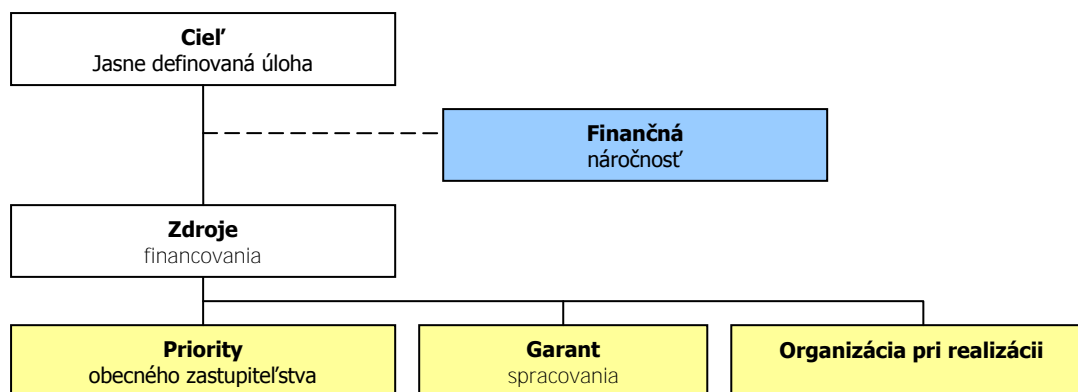 Cieľ
Jasne definovaná úloha
Finančná
náročnosť
Zdroje
financovania
Priority
obecného zastupiteľstva
Garant
spracovania
Organizácia pri realizácii